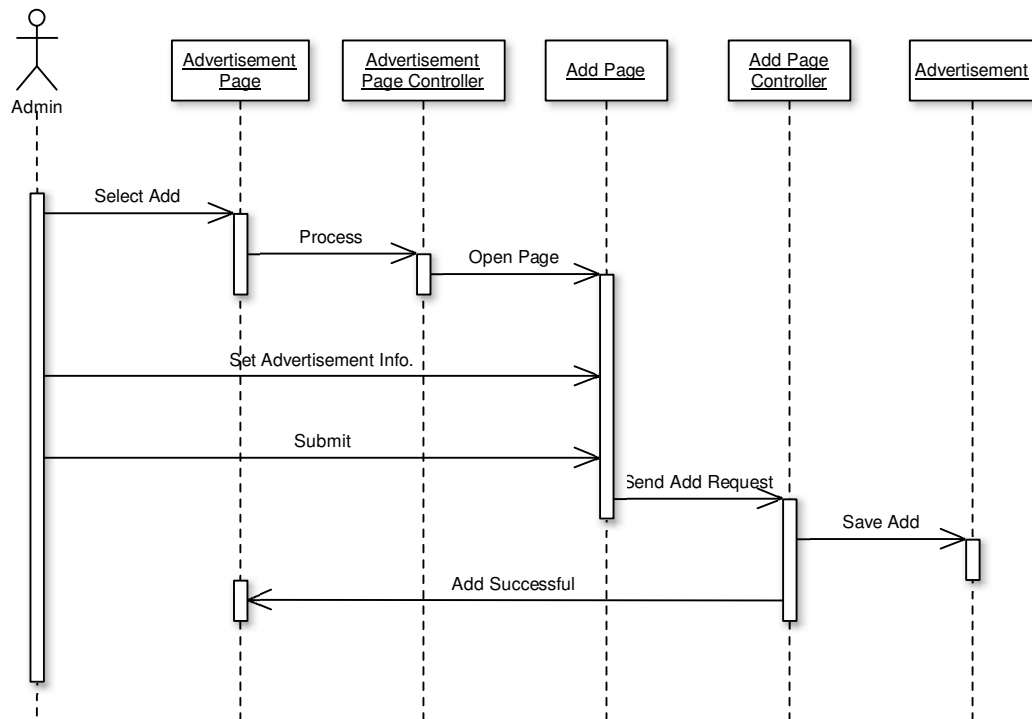 Advertisement
Page
Advertisement
Page Controller
Add Page
Add Page
Controller
Advertisement
Admin
Select Add
Process
Open Page
Set Advertisement Info.
Submit
Send Add Request
Save Add
Add Successful